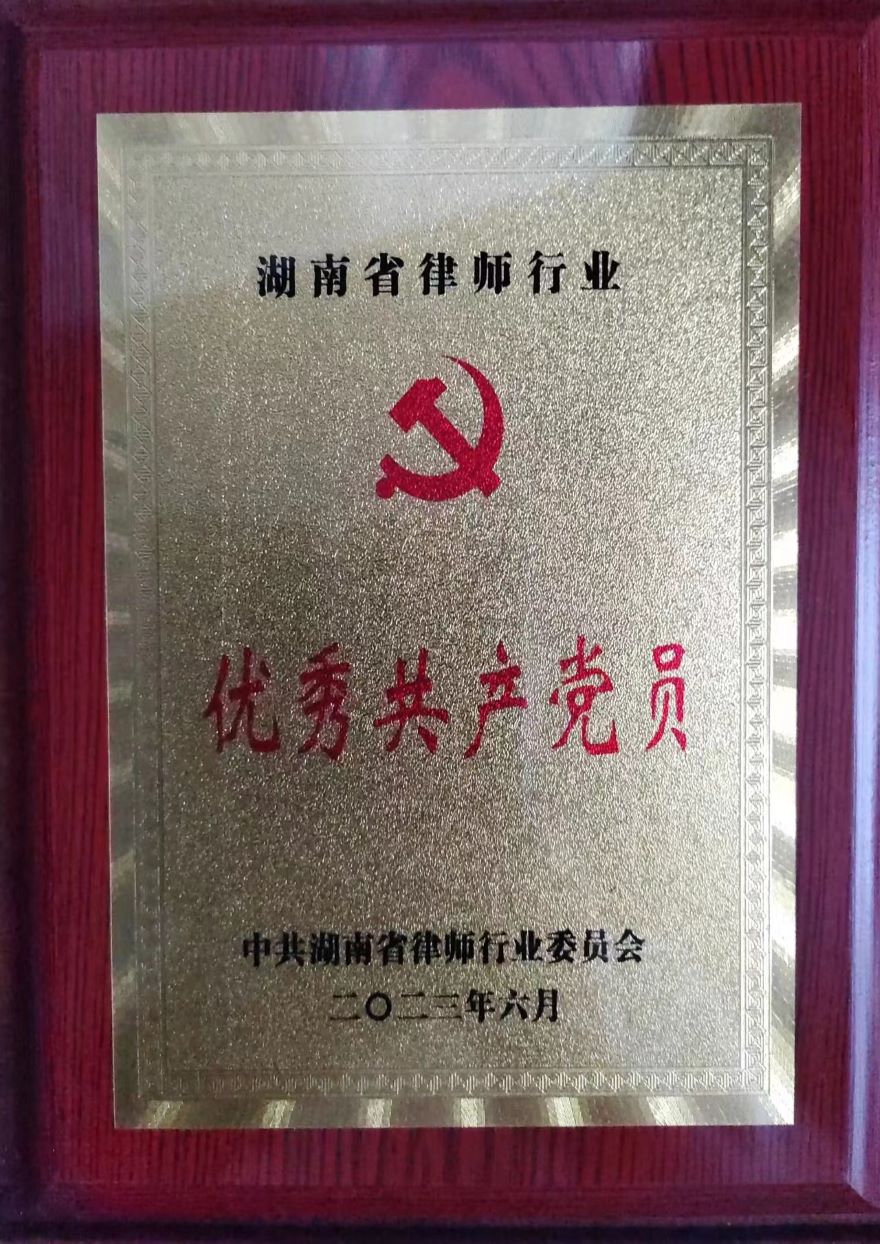 湖南省律师行业
优秀共产党员
中共湖南省律师行业委员会
二〇二三年六月